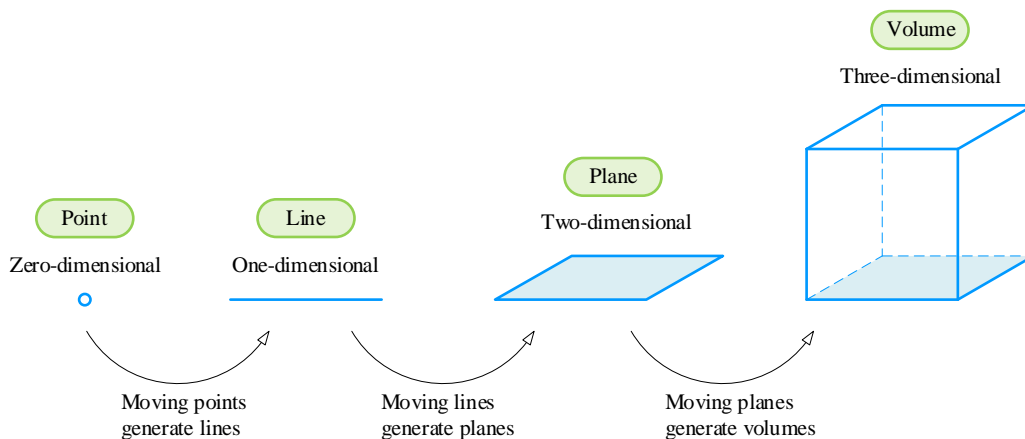 Point
Zero-dimensional
Line
One-dimensional
Plane
Two-dimensional
Volume
Three-dimensional
Moving points
generate lines
Moving lines
generate planes
Moving planes
generate volumes